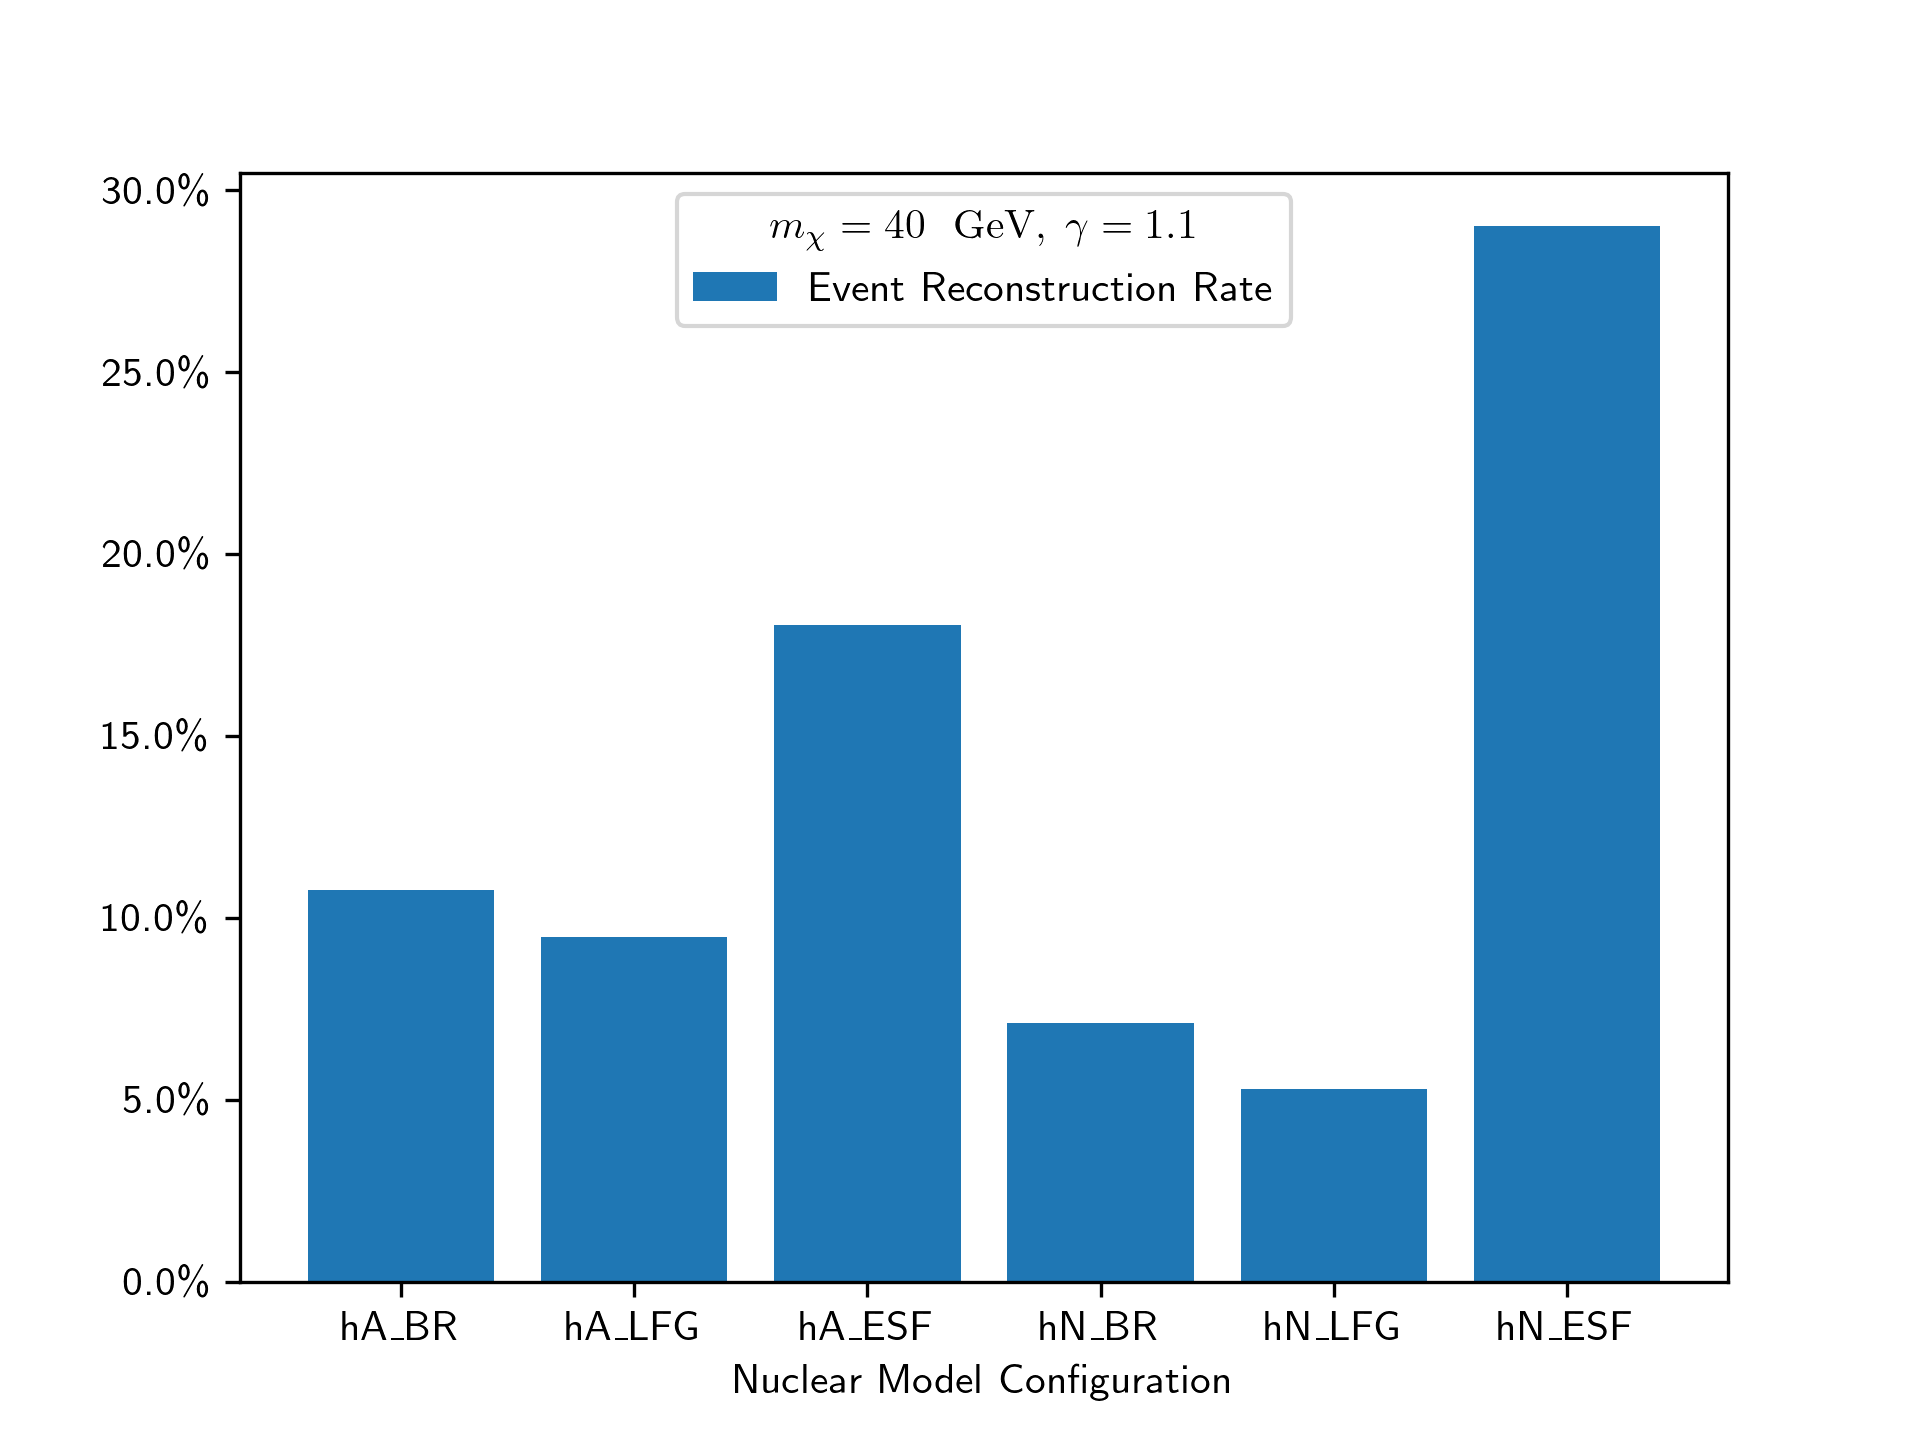 30.0%
25.0%
20.0%
15.0%
10.0%
5.0%
0.0%
mχ = 40 GeV, γ = 1.1
Event Reconstruction Rate
hA_BR hA_LFG hA_ESF hN_BR hN_LFG hN_ESF
Nuclear Model Configuration